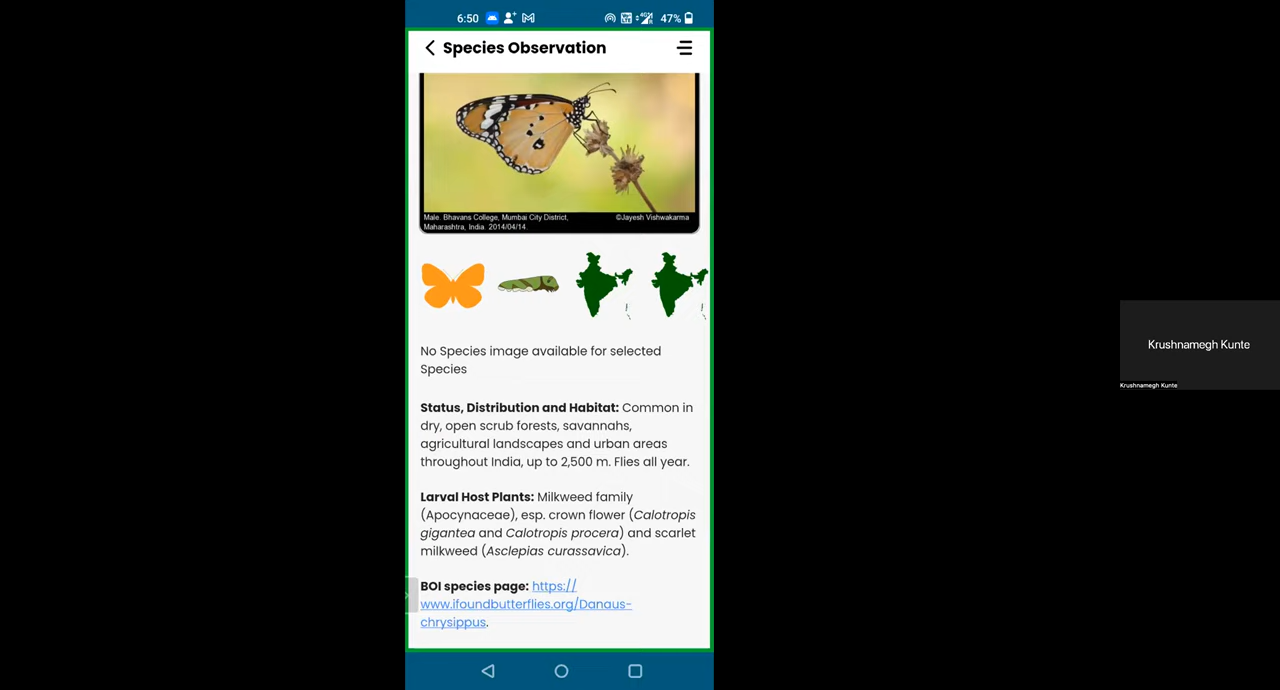 6:50
47%
Species Observation
Male. Bhavans College, Mumbai City District,
Maharashtra, India. 2014/04/14.
©Jayesh Vishwakarma
No Species image available for selected
Species
Status, Distribution and Habitat: Common in
dry, open scrub forests, savannahs,
agricultural landscapes and urban areas
throughout India, up to 2,500 m. Flies all year.
Larval Host Plants: Milkweed family
(Apocynaceae), esp. crown flower (Calotropis
gigantea and Calotropis procera) and scarlet
milkweed (Asclepias curassavica).
BOI species page: https://
www.ifoundbutterflies.org/Danaus-
chrysippus.
Krushnamegh Kunte
Krushnamegh Kunte